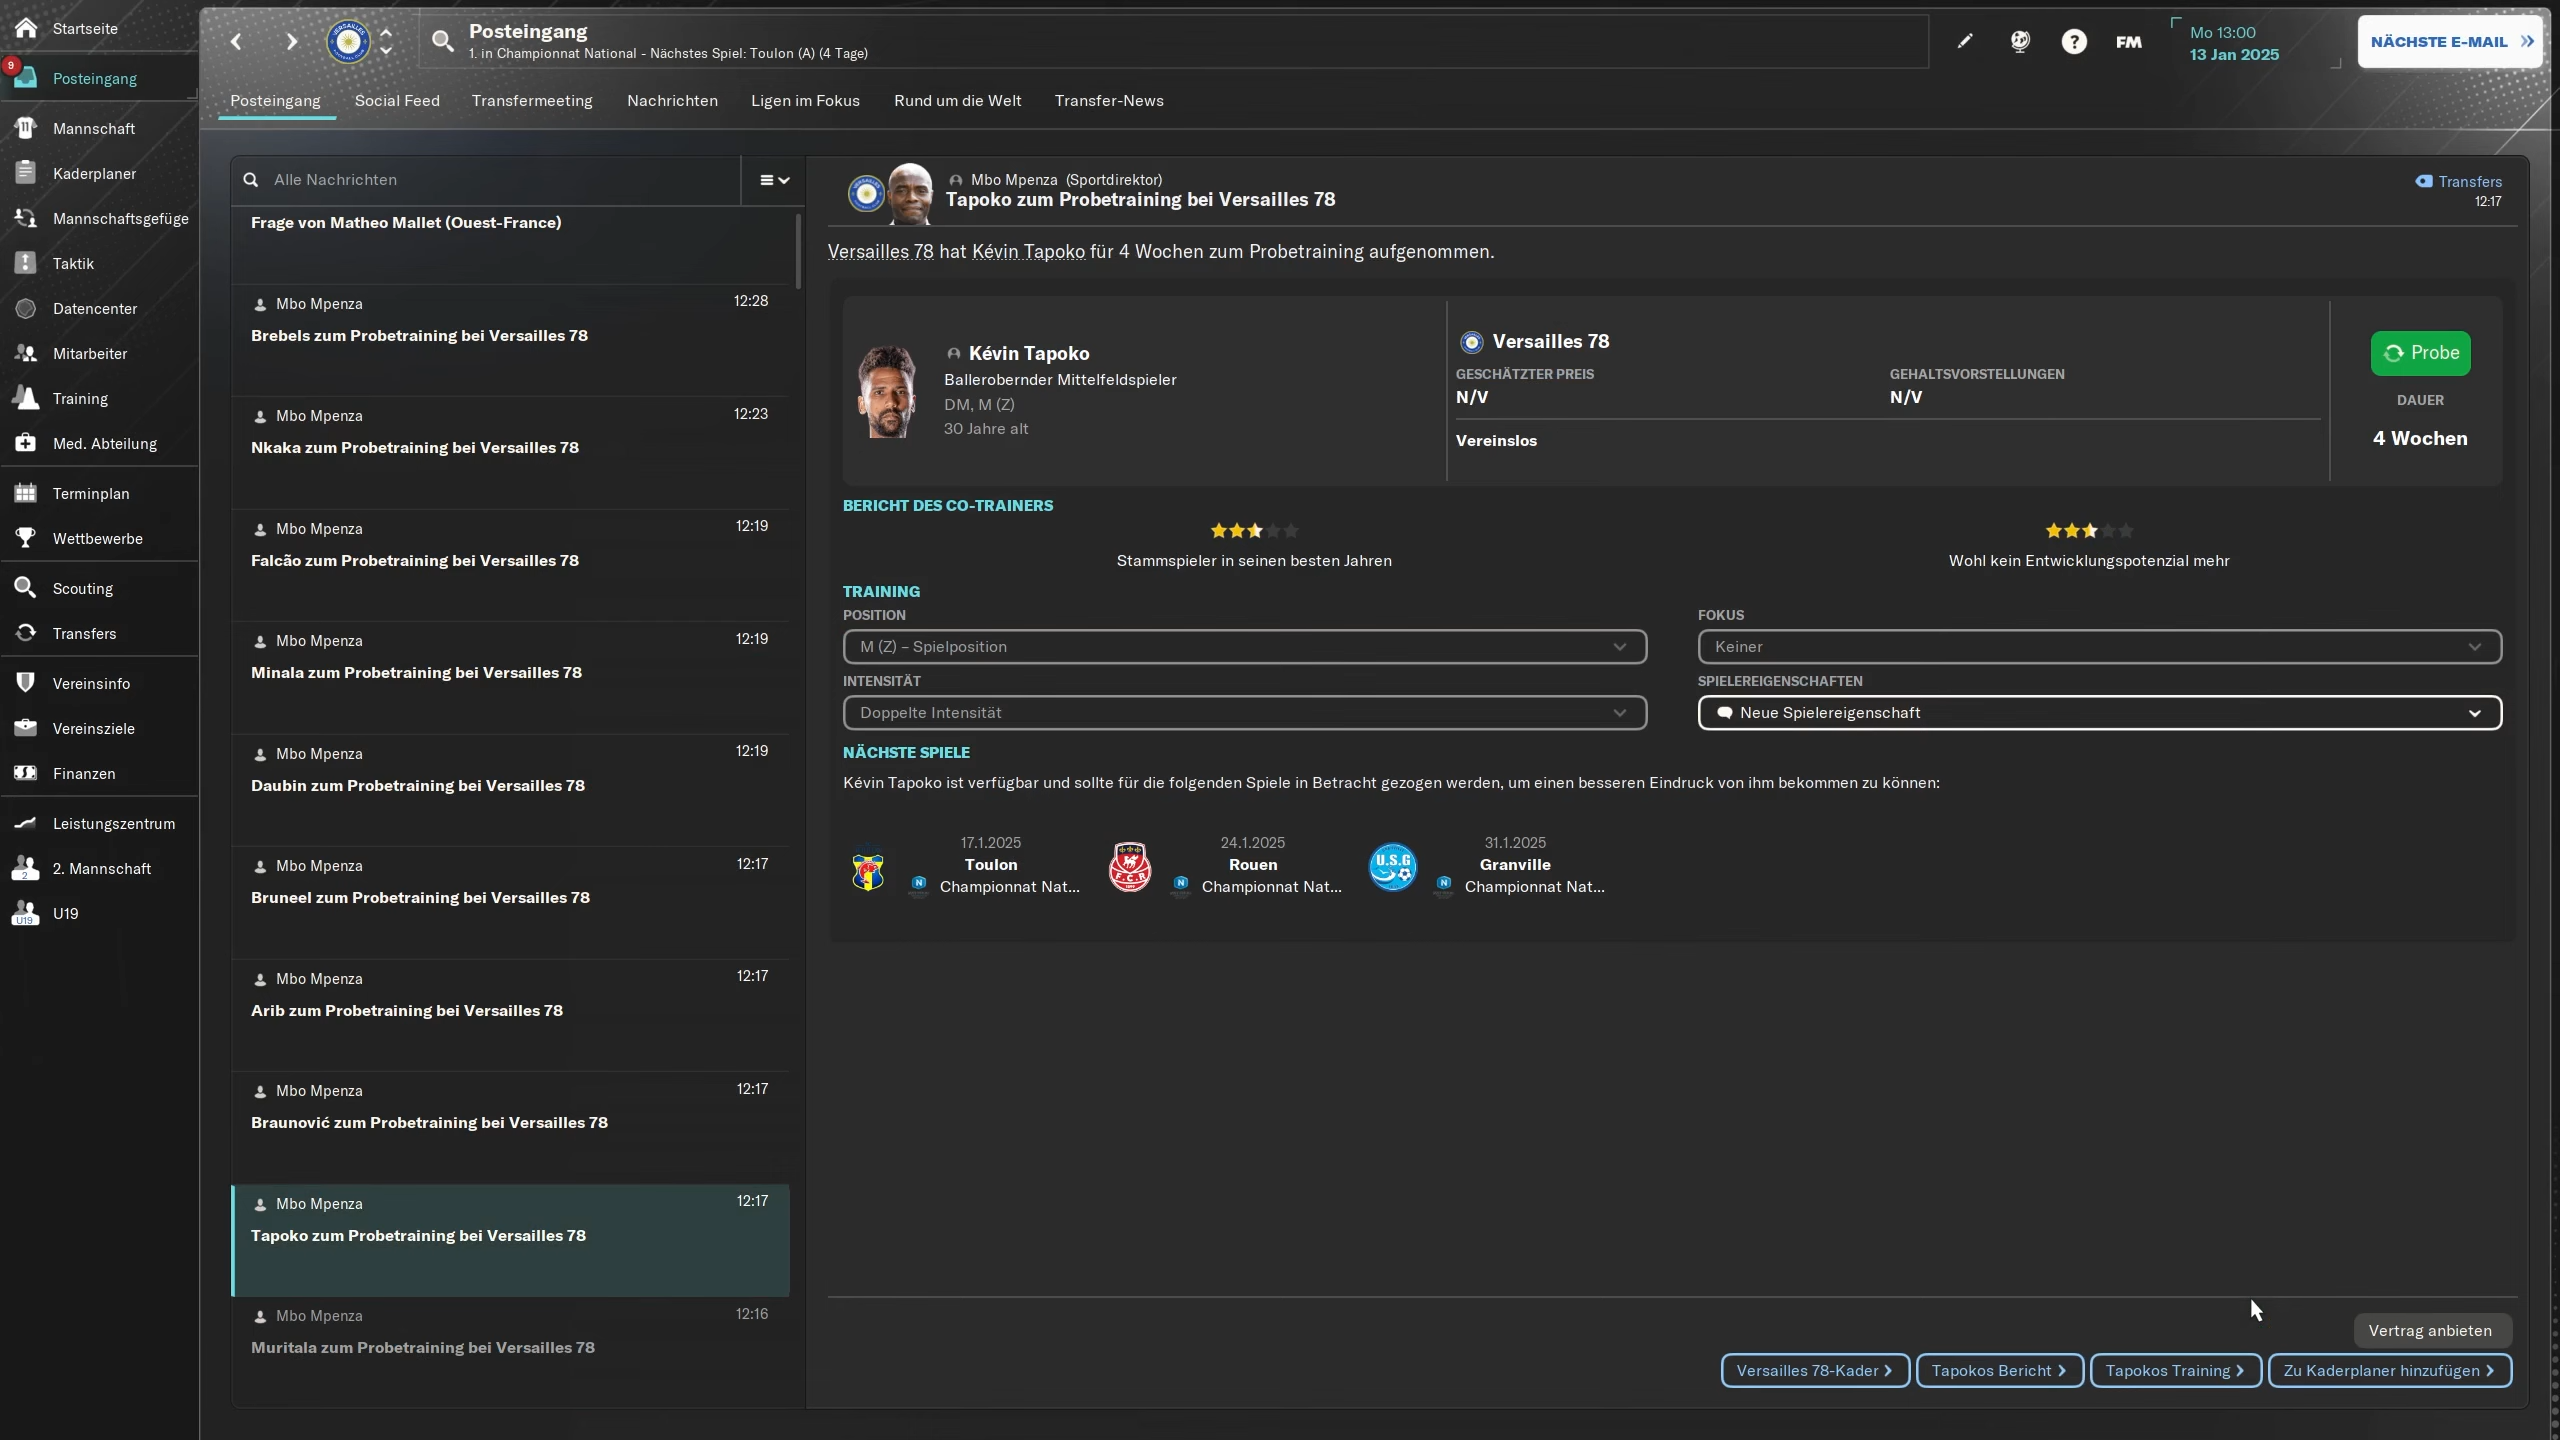 Startseite
9
Posteingang
Mannschaft
Kaderplaner
Mannschaftsgefüge
Taktik
Datencenter
Mitarbeiter
Training
Med. Abteilung
Terminplan
Wettbewerbe
Scouting
Transfers
Vereinsinfo
Vereinsziele
Finanzen
Leistungszentrum
2
2. Mannschaft
U19
U19
Posteingang
1. in Championnat National - Nächstes Spiel: Toulon (A) (4 Tage)
FM
Mo 13:00
13 Jan 2025
NÄCHSTE E-MAIL
Posteingang Social Feed Transfermeeting Nachrichten Ligen im Fokus Rund um die Welt Transfer-News
Alle Nachrichten
Frage von Matheo Mallet (Ouest-France)
Mbo Mpenza 12:28
Brebels zum Probetraining bei Versailles 78
Mbo Mpenza 12:23
Nkaka zum Probetraining bei Versailles 78
Mbo Mpenza 12:19
Falcão zum Probetraining bei Versailles 78
Mbo Mpenza 12:19
Minala zum Probetraining bei Versailles 78
Mbo Mpenza 12:19
Daubin zum Probetraining bei Versailles 78
Mbo Mpenza 12:17
Bruneel zum Probetraining bei Versailles 78
Mbo Mpenza 12:17
Arib zum Probetraining bei Versailles 78
Mbo Mpenza 12:17
Braunović zum Probetraining bei Versailles 78
Mbo Mpenza 12:17
Tapoko zum Probetraining bei Versailles 78
Mbo Mpenza 12:16
Muritala zum Probetraining bei Versailles 78
Mbo Mpenza (Sportdirektor)
Tapoko zum Probetraining bei Versailles 78
Transfers
12:17
Versailles 78 hat Kévin Tapoko für 4 Wochen zum Probetraining aufgenommen.
Kévin Tapoko
Ballerobernder Mittelfeldspieler
DM, M (Z)
30 Jahre alt
Versailles 78
GESCHÄTZTER PREIS GEHALTSVORSTELLUNGEN
N/V N/V
Vereinslos
Probe
DAUER
4 Wochen
BERICHT DES CO-TRAINERS
Stammspieler in seinen besten Jahren Wohl kein Entwicklungspotenzial mehr
TRAINING
POSITION FOKUS
M (Z) – Spielposition Keiner
INTENSITÄT SPIELEREIGENSCHAFTEN
Doppelte Intensität Neue Spielereigenschaft
NÄCHSTE SPIELE
Kévin Tapoko ist verfügbar und sollte für die folgenden Spiele in Betracht gezogen werden, um einen besseren Eindruck von ihm bekommen zu können:
17.1.2025 24.1.2025 31.1.2025
Toulon F.C.R Rouen U.S.G Granville
N Championnat Nat... N Championnat Nat... N Championnat Nat...
Vertrag anbieten
Versailles 78-Kader Tapokos Bericht Tapokos Training Zu Kaderplaner hinzufügen